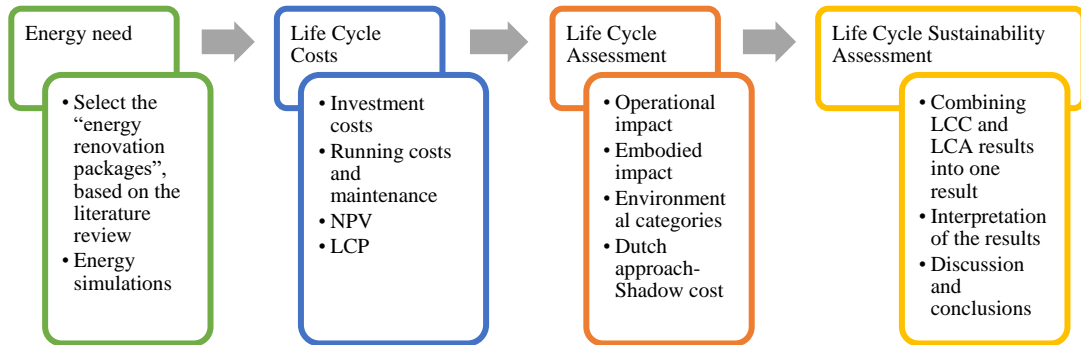 Energy need
• Select the
“energy
renovation
packages”,
based on the
literature
review
• Energy
simulations
Life Cycle
Costs
• Investment
costs
• Running costs
and
maintenance
• NPV
• LCP
Life Cycle
Assessment
• Operational
impact
• Embodied
impact
• Environment
al categories
• Dutch
approach-
Shadow cost
Life Cycle Sustainability
Assessment
• Combining
LCC and
LCA results
into one
result
• Interpretation
of the results
• Discussion
and
conclusions